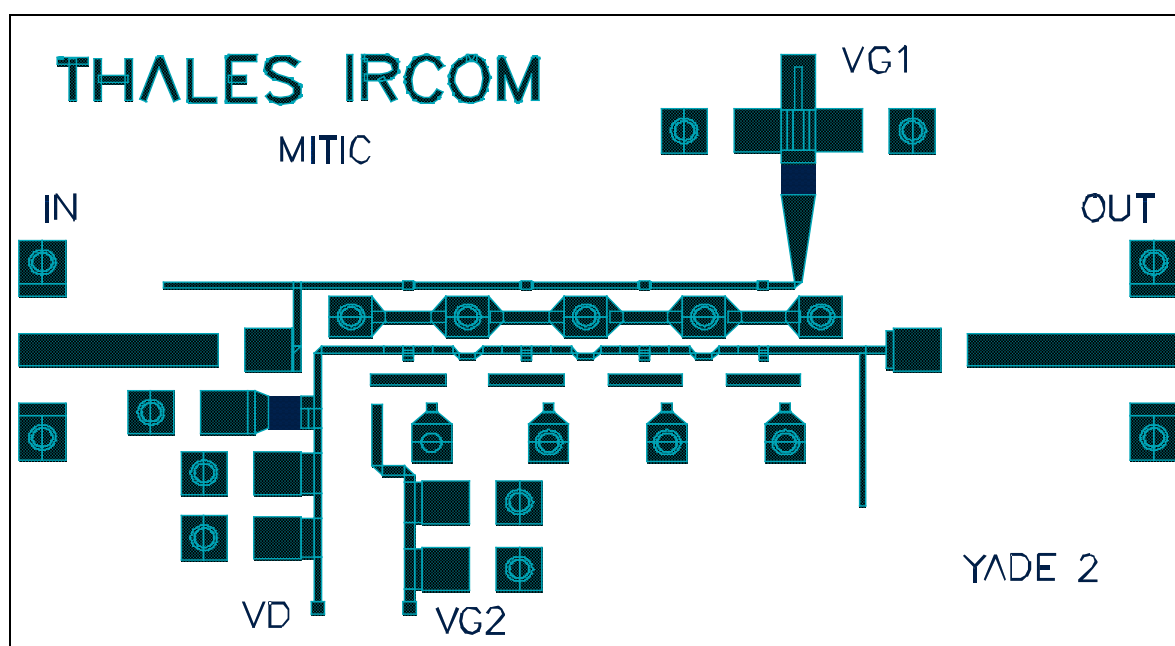 THALES IRCOM
VG1
MITIC
IN
OUT
YADE 2
VD
VG2